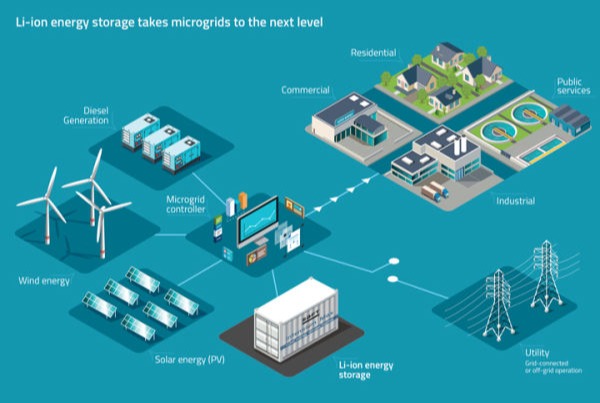 Li-ion energy storage takes microgrids to the next level
Residential
Commercial
Public
services
Diesel
Generation
Microgrid
controller
Industrial
Wind energy
Solar energy (PV)
Li-ion energy
storage
Utility
Grid-connected
or off-grid operation